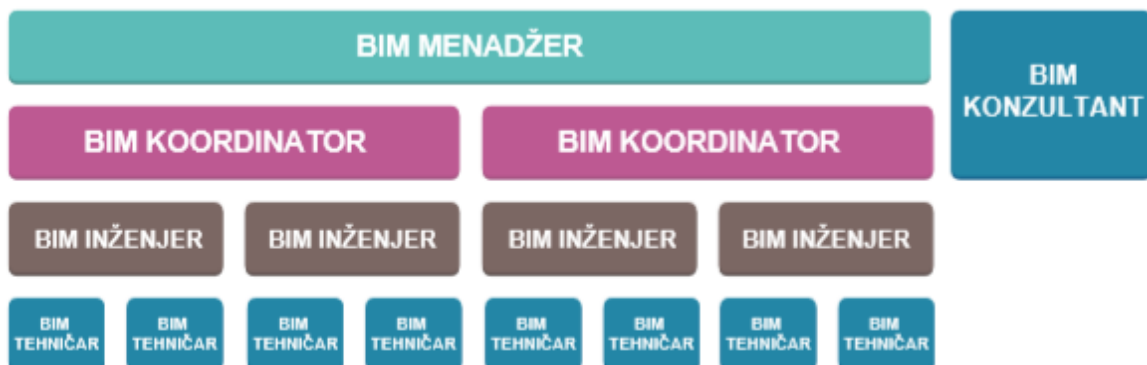 BIM MENADŽER
BIM
KONZULTANT
BIM KOORDINATOR
BIM KOORDINATOR
BIM INŽENJER
BIM INŽENJER
BIM INŽENJER
BIM INŽENJER
BIM
TEHNIČAR
BIM
TEHNIČAR
BIM
TEHNIČAR
BIM
TEHNIČAR
BIM
TEHNIČAR
BIM
TEHNIČAR
BIM
TEHNIČAR
BIM
TEHNIČAR